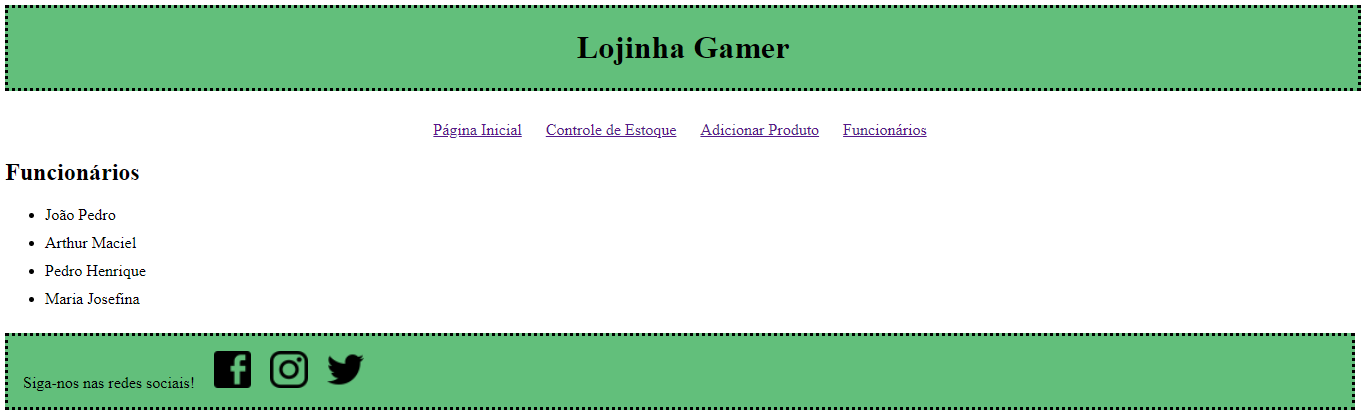 Lojinha Gamer
Página Inicial Controle de Estoque Adicionar Produto Funcionários
Funcionários
João Pedro
Arthur Maciel
Pedro Henrique
Maria Josefina
Siga-nos nas redes sociais!